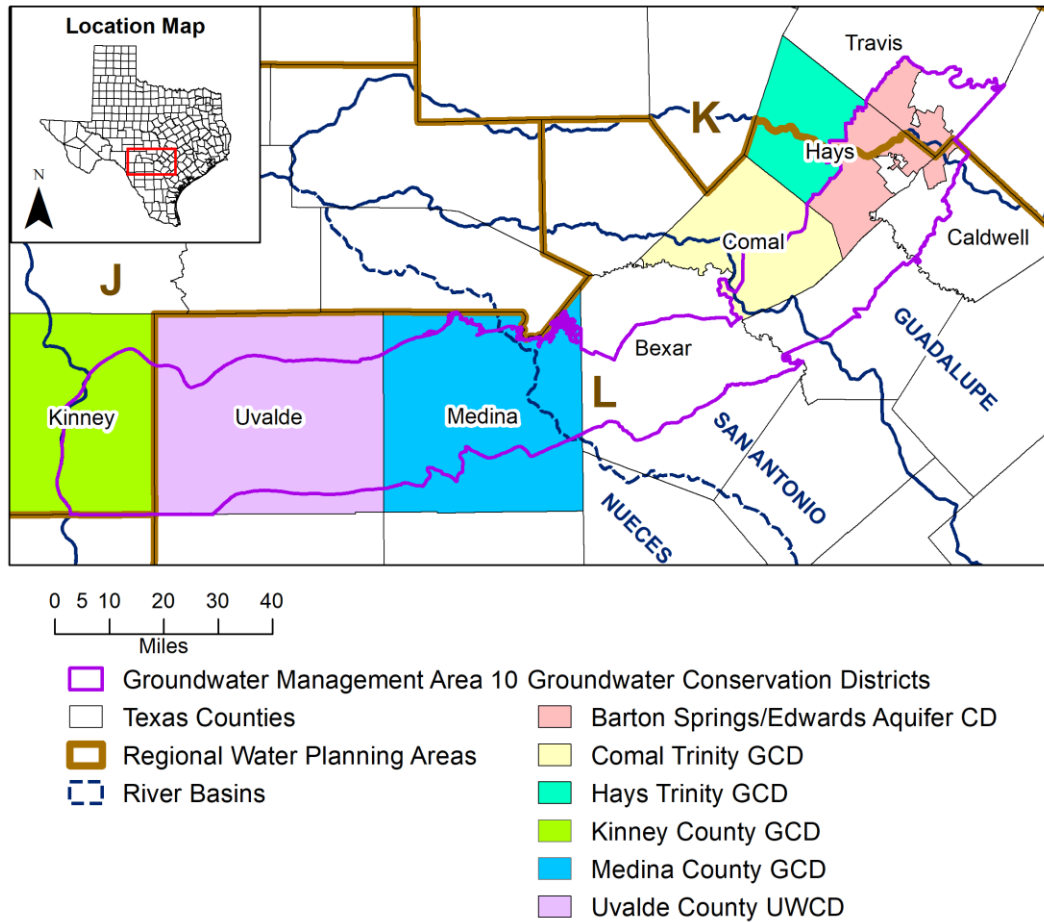 Location Map
N
Travis
K
Hays
Comal
Caldwell
J
Bexar
GUADALUPE
L
Kinney
Uvalde
Medina
SAN ANTONIO
NUECES
0 5 10 20 30 40
Miles
Groundwater Management Area 10
Texas Counties
Regional Water Planning Areas
River Basins
Groundwater Conservation Districts
Barton Springs/Edwards Aquifer CD
Comal Trinity GCD
Hays Trinity GCD
Kinney County GCD
Medina County GCD
Uvalde County UWCD